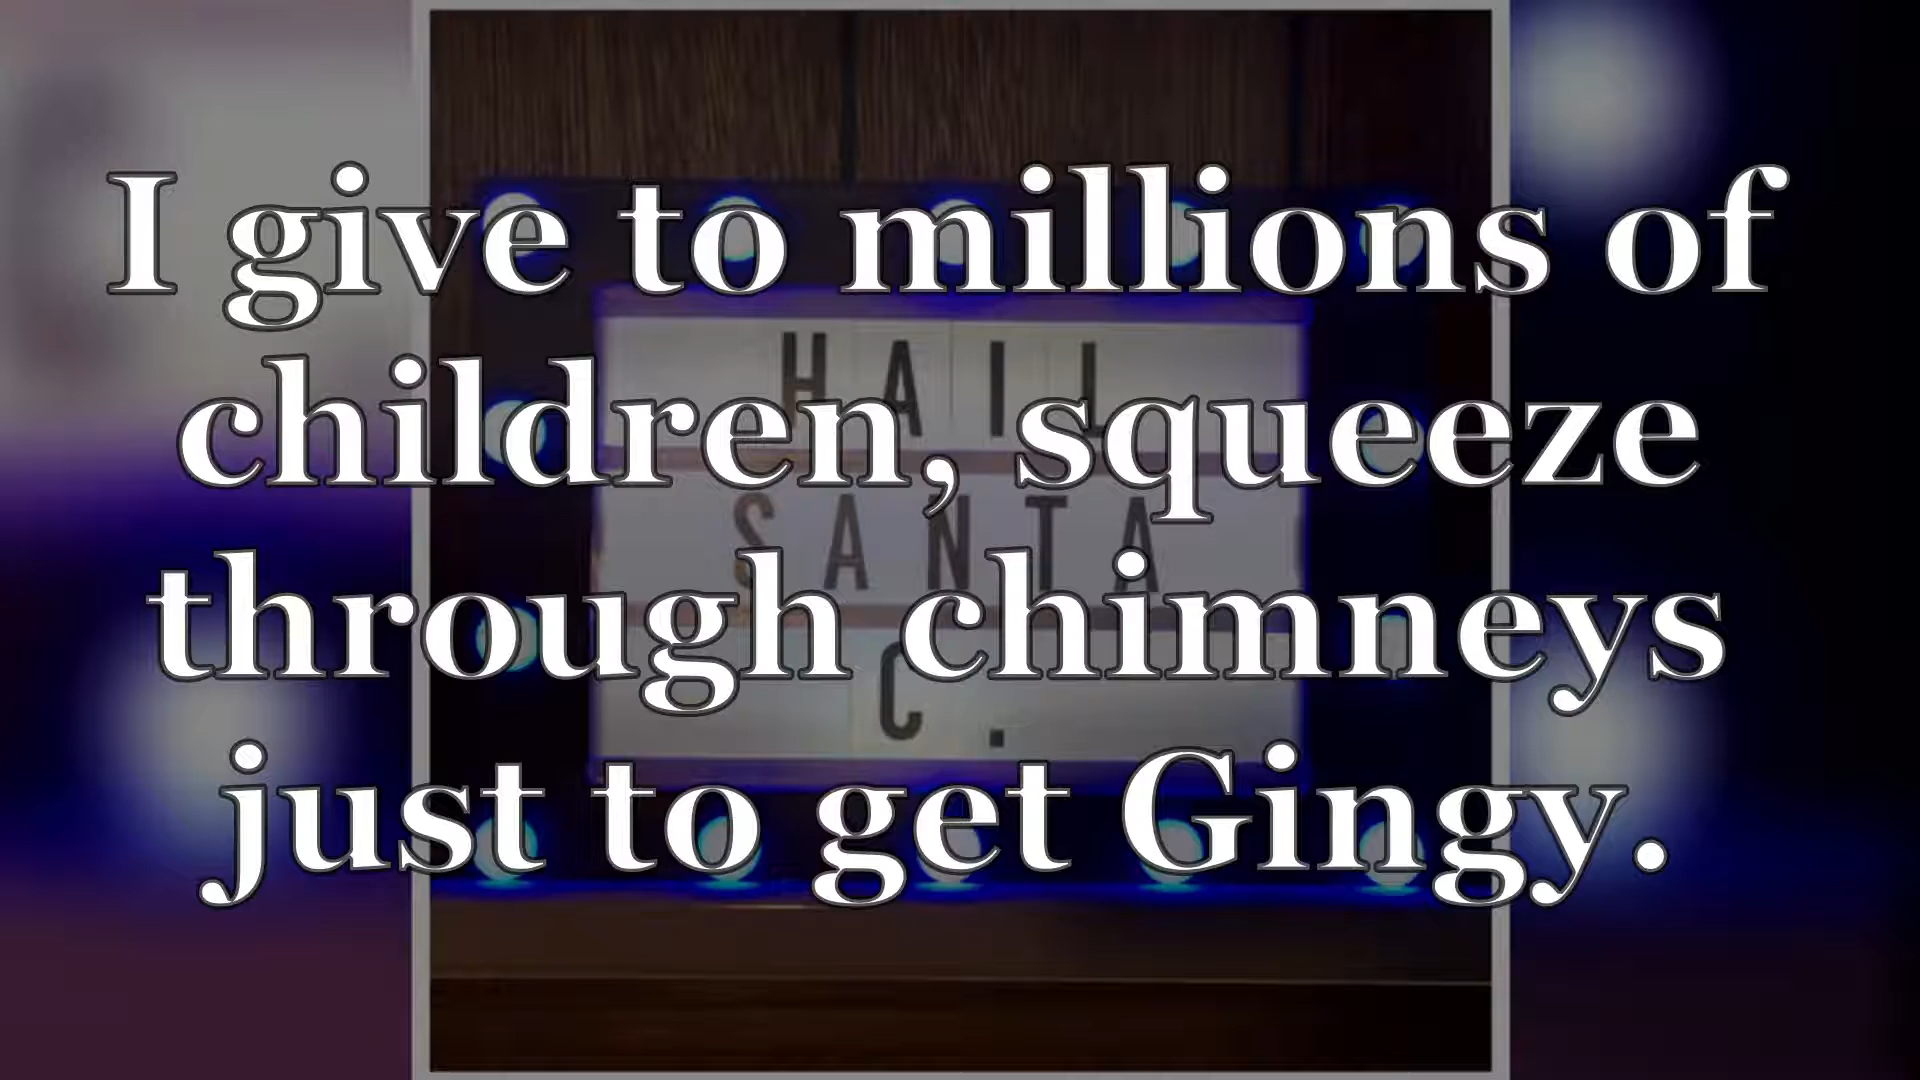 I give to millions of
children, squeeze
through chimneys
just to get Gingy.
HAIL
SANTA
C.